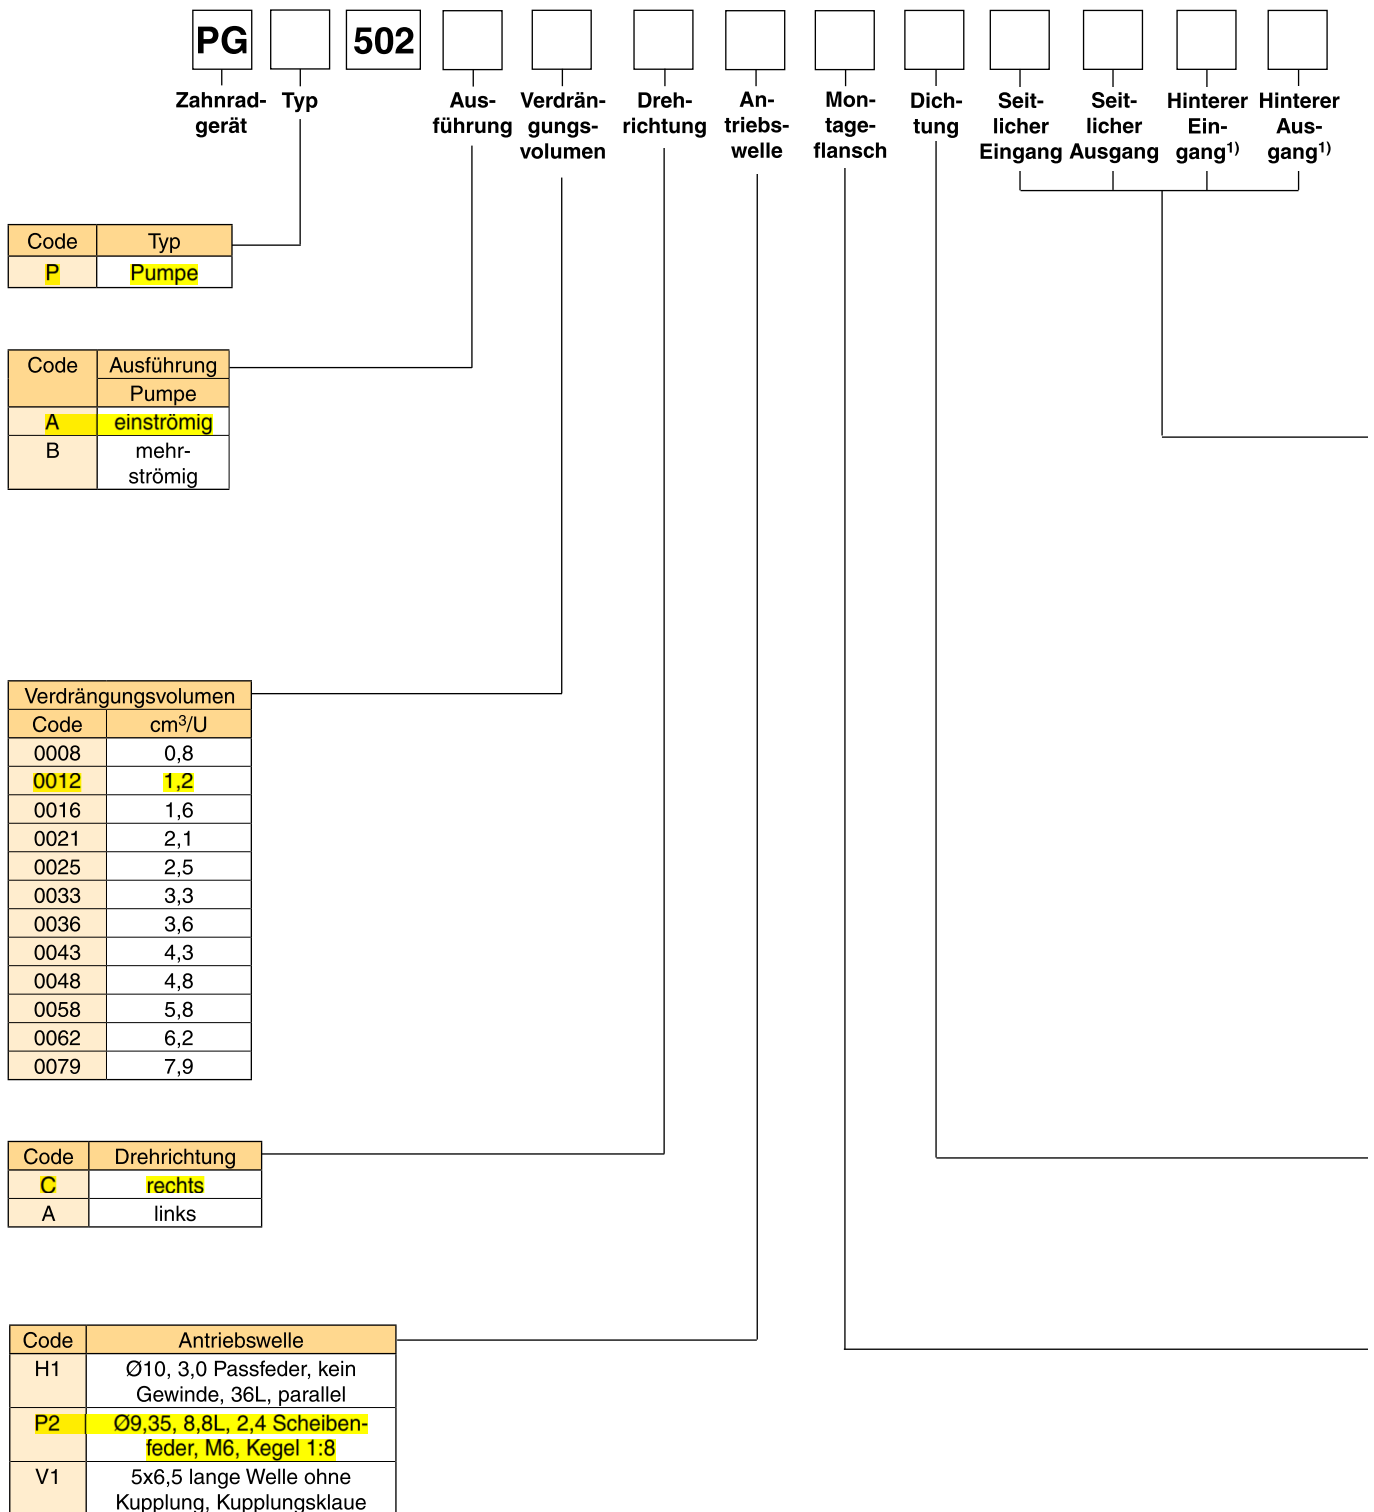 PG 502
Zahnrad-
gerät
Typ
Aus-
führung
Verdrän-
gungs-
volumen
Dreh-
richtung
An-
triebs-
welle
Mon-
tage-
flansch
Dich-
tung
Seit-
licher
Eingang
Seit-
licher
Ausgang
Hinterer
Ein-
gang1)
Hinterer
Aus-
gang1)
Code Typ
P Pumpe
Code Ausführung
Pumpe
A einströmig
B mehr-
strömig
Verdrängungsvolumen
Code cm³/U
0008 0,8
0012 1,2
0016 1,6
0021 2,1
0025 2,5
0033 3,3
0036 3,6
0043 4,3
0048 4,8
0058 5,8
0062 6,2
0079 7,9
Code Drehrichtung
C rechts
A links
Code Antriebswelle
H1 Ø10, 3,0 Passfeder, kein
Gewinde, 36L, parallel
P2 Ø9,35, 8,8L, 2,4 Scheiben-
feder, M6, Kegel 1:8
V1 5x6,5 lange Welle ohne
Kupplung, Kupplungsklaue